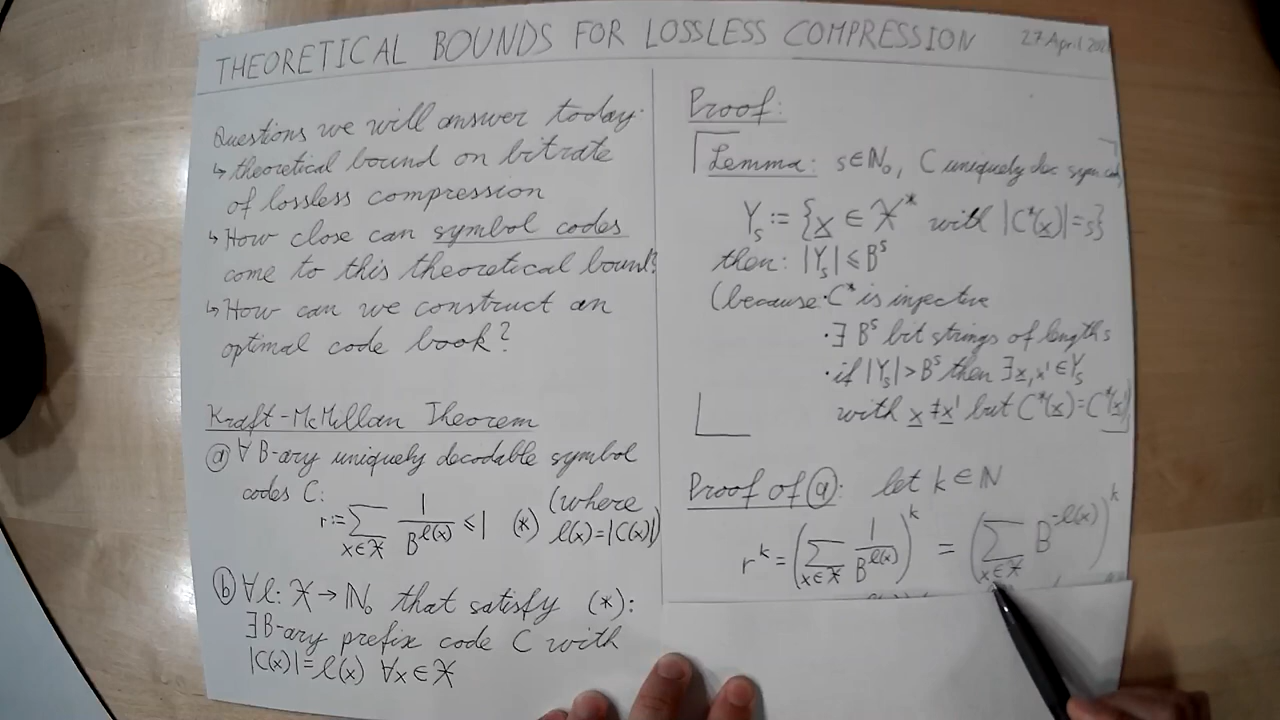 THEORETICAL BOUNDS FOR LOSSLESS COMPRESSION
27 April 202
Questions we will answer today:
↳ theoretical bound on bitrate
of lossless compression
↳ How close can symbol codes
come to this theoretical bound?
↳ How can we construct an
optimal code book?
Kraft-McMillan Theorem
ⓐ ∀ B-ary uniquely decodable symbol
codes C: (where
r := ∑_{x∈𝒳} 1/B^{ℓ(x)} ≤ 1 (*) ℓ(x)=|C(x)|)
ⓑ ∀ℓ: 𝒳 → ℕ₀ that satisfy (*):
∃ B-ary prefix code C with
|C(x)| = ℓ(x) ∀x ∈ 𝒳
Proof:
Lemma: s∈ℕ₀, C uniquely dec
Y_s := {x̲ ∈ 𝒳* with |C*(x̲)| = s}
then: |Y_s| ≤ B^s
(because · C* is injective
· ∃ B^s bit strings of length s
· if |Y_s| > B^s then ∃ x̲, x̲' ∈ Y_s
with x̲ ≠ x̲' but C*(x̲) = C*(x̲')
Proof of ⓐ: let k ∈ ℕ
r^k = (∑_{x∈𝒳} 1/B^{ℓ(x)})^k = (∑_{x∈𝒳} B^{-ℓ(x)})^k